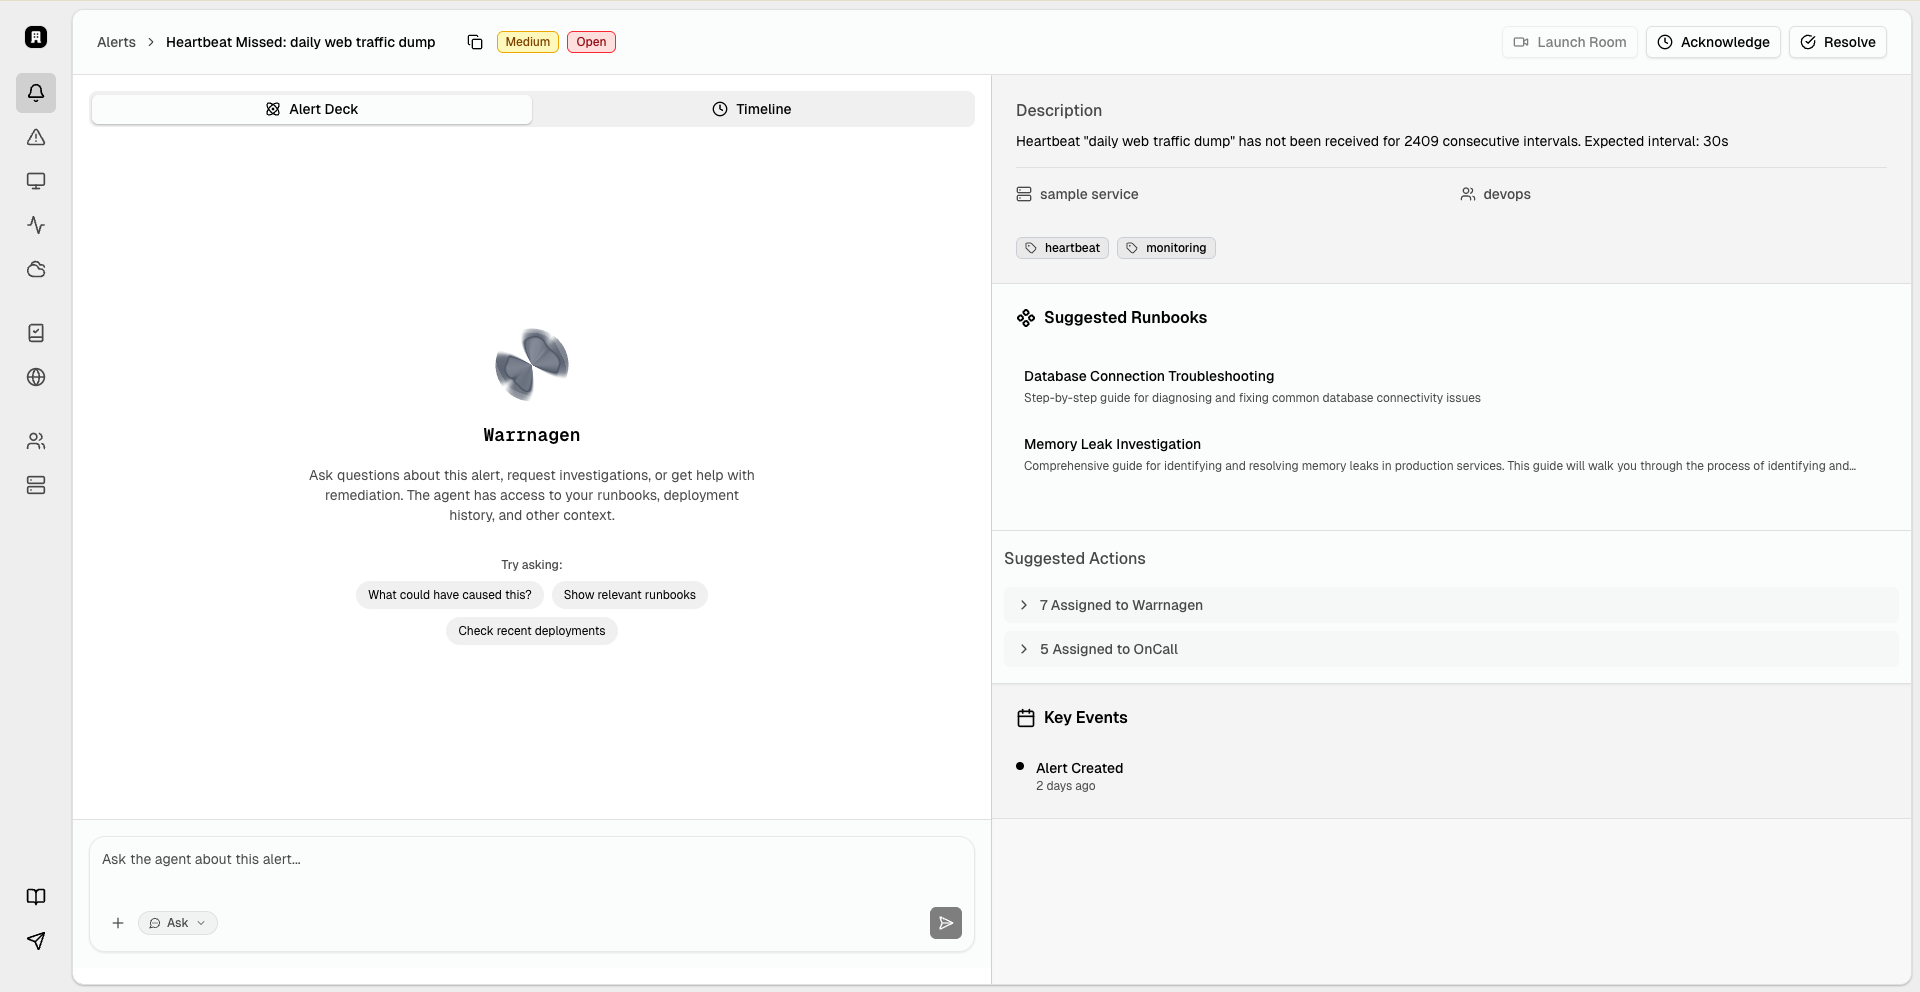 Alerts > Heartbeat Missed: daily web traffic dump Medium Open
Launch Room Acknowledge Resolve
Alert Deck
Timeline
Warrnagen
Ask questions about this alert, request investigations, or get help with
remediation. The agent has access to your runbooks, deployment
history, and other context.
Try asking:
What could have caused this? Show relevant runbooks
Check recent deployments
Ask the agent about this alert...
Ask
Description
Heartbeat "daily web traffic dump" has not been received for 2409 consecutive intervals. Expected interval: 30s
sample service devops
heartbeat monitoring
Suggested Runbooks
Database Connection Troubleshooting
Step-by-step guide for diagnosing and fixing common database connectivity issues
Memory Leak Investigation
Comprehensive guide for identifying and resolving memory leaks in production services. This guide will walk you through the process of identifying and...
Suggested Actions
7 Assigned to Warrnagen
5 Assigned to OnCall
Key Events
Alert Created
2 days ago